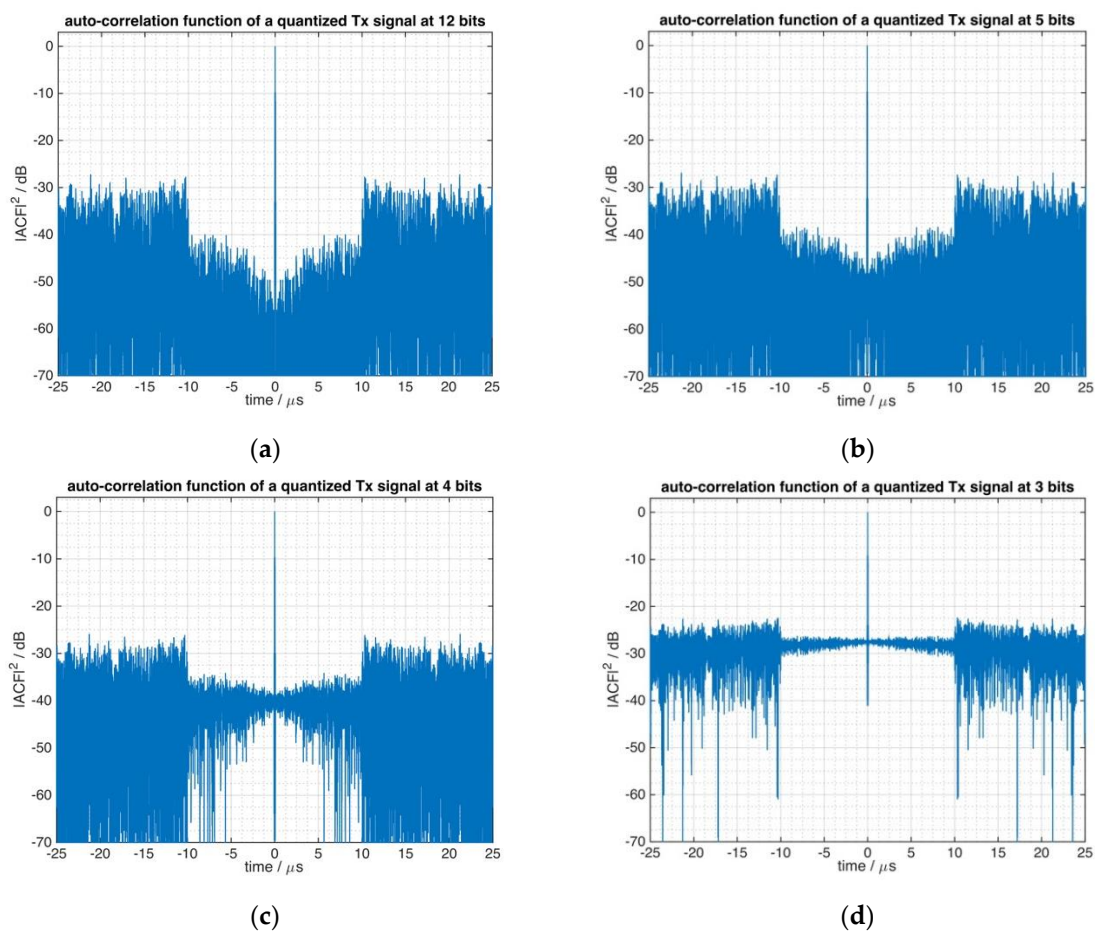 auto-correlation function of a quantized Tx signal at 12 bits
|ACF|² / dB
0
-10
-20
-30
-40
-50
-60
-70
-25 -20 -15 -10 -5 0 5 10 15 20 25
time / μs
(a)
auto-correlation function of a quantized Tx signal at 5 bits
|ACF|² / dB
0
-10
-20
-30
-40
-50
-60
-70
-25 -20 -15 -10 -5 0 5 10 15 20 25
time / μs
(b)
auto-correlation function of a quantized Tx signal at 4 bits
|ACF|² / dB
0
-10
-20
-30
-40
-50
-60
-70
-25 -20 -15 -10 -5 0 5 10 15 20 25
time / μs
(c)
auto-correlation function of a quantized Tx signal at 3 bits
|ACF|² / dB
0
-10
-20
-30
-40
-50
-60
-70
-25 -20 -15 -10 -5 0 5 10 15 20 25
time / μs
(d)